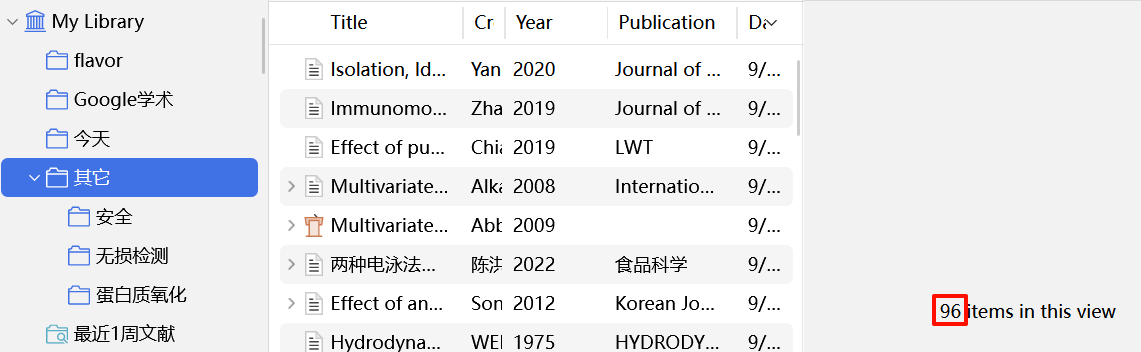 My Library
flavor
Google学术
今天
其它
安全
无损检测
蛋白质氧化
最近1周文献
Title Cr Year Publication Da
Isolation, Id... Yan 2020 Journal of ... 9/...
Immunomo... Zha 2019 Journal of ... 9/...
Effect of pu... Chia 2019 LWT 9/...
Multivariate... Alka 2008 Internatio... 9/...
Multivariate... Abb 2009 9/...
两种电泳法... 陈洪 2022 食品科学 9/...
Effect of an... Son 2012 Korean Jo... 9/...
Hydrodyna... WEI 1975 HYDRODY... 9/...
96 items in this view